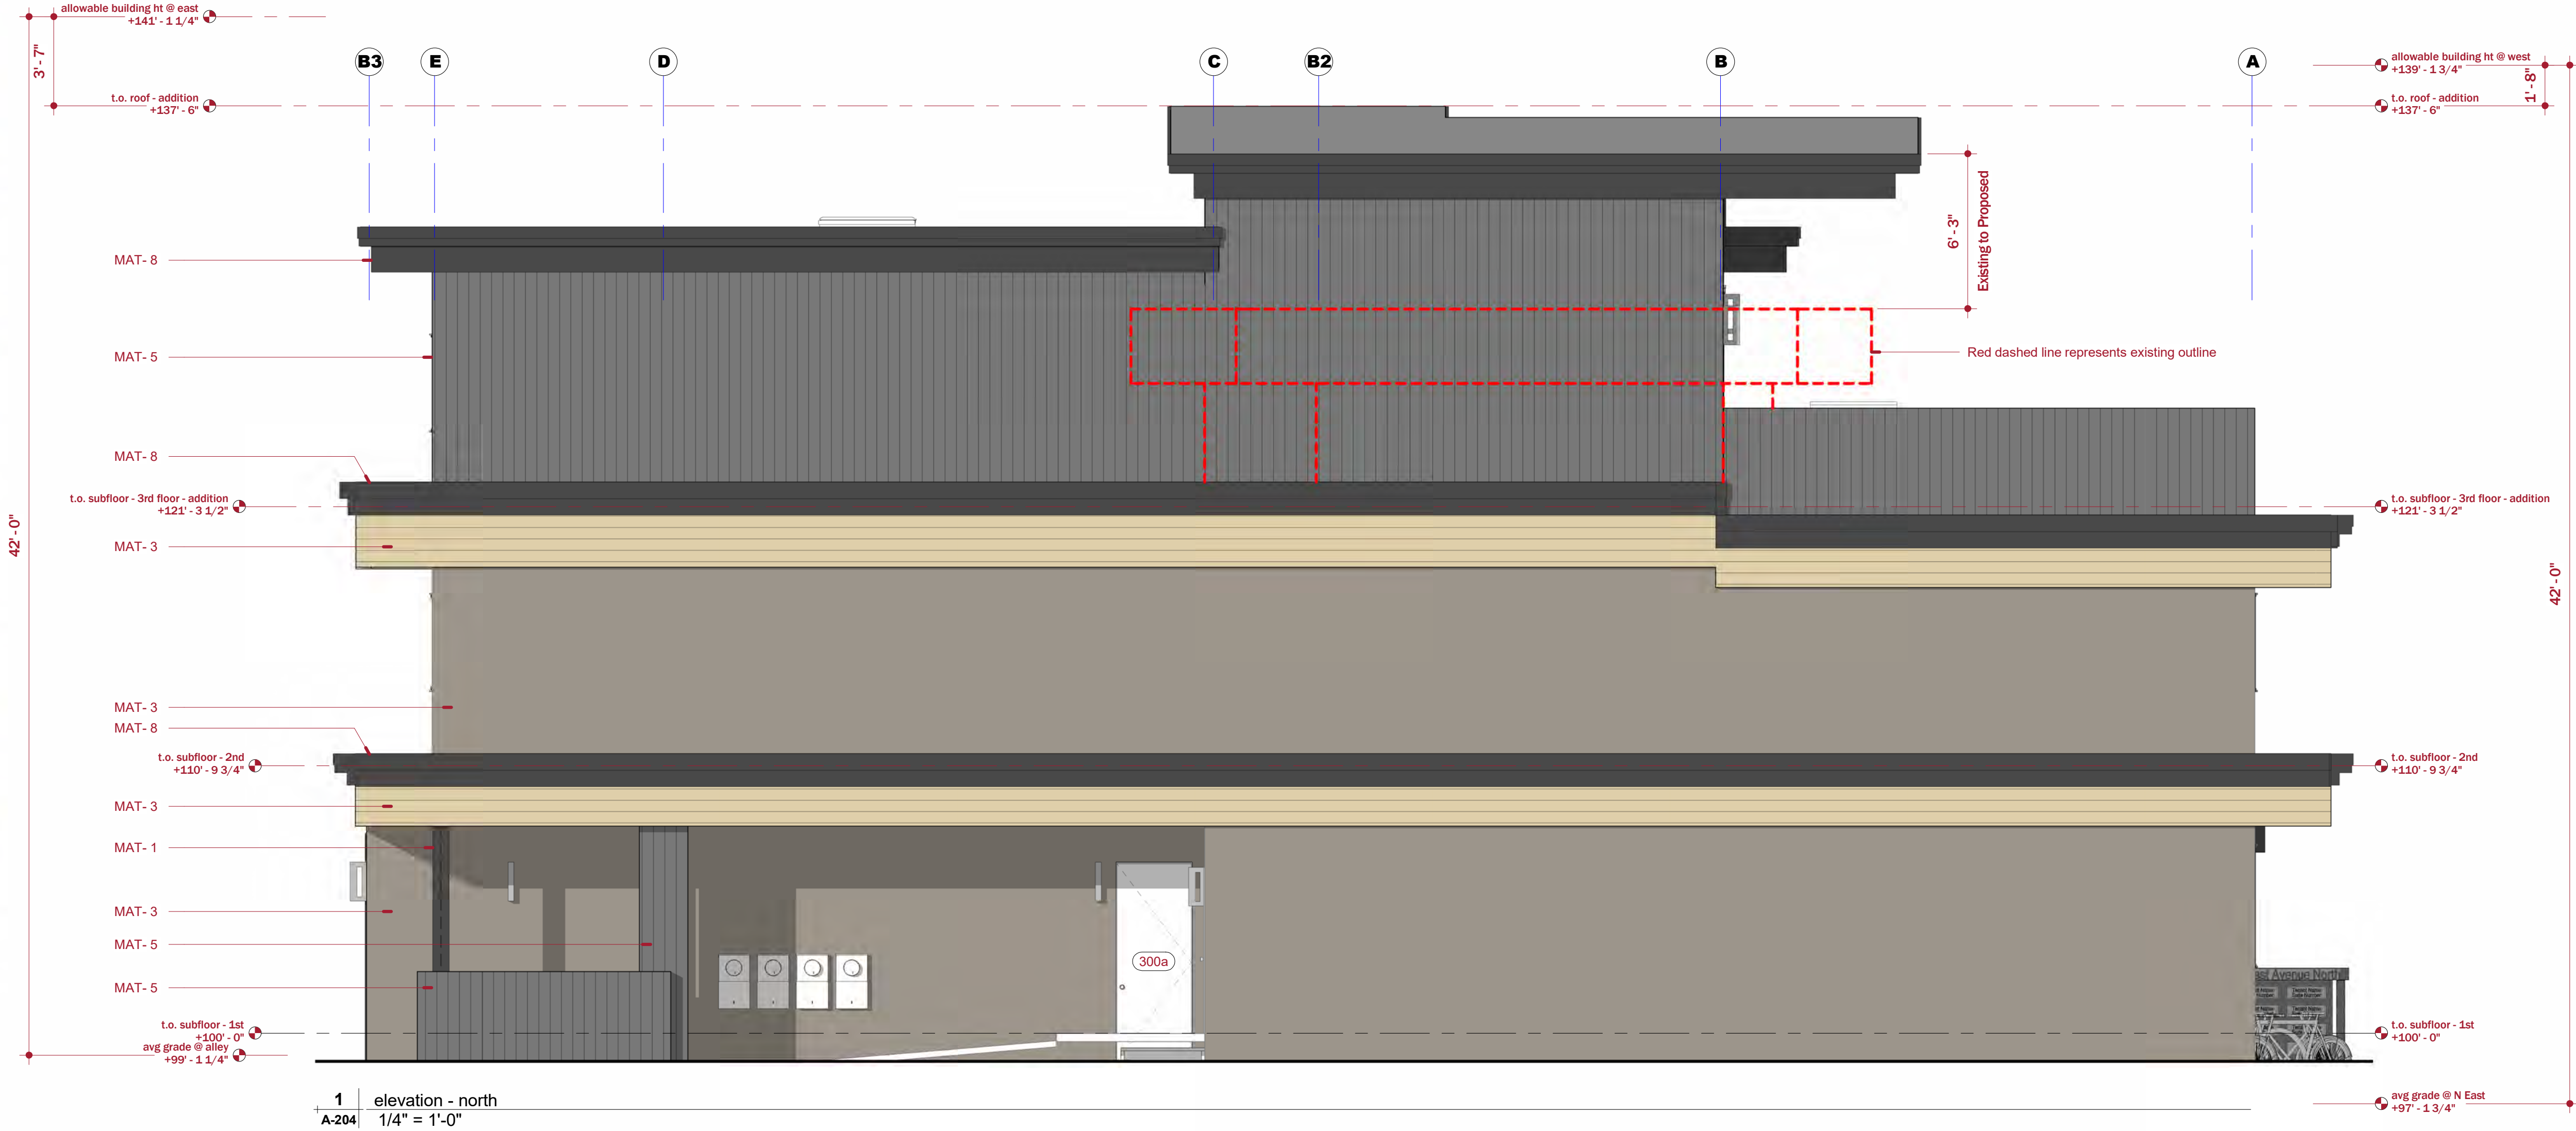 allowable building ht @ east
+141' - 1 1/4"
3' - 7"
t.o. roof - addition
+137' - 6"
B3
E
D
C
B2
B
A
allowable building ht @ west
+139' - 1 3/4"
1' - 8"
t.o. roof - addition
+137' - 6"
6' - 3"
Existing to Proposed
MAT- 8
MAT- 5
Red dashed line represents existing outline
MAT- 8
t.o. subfloor - 3rd floor - addition
+121' - 3 1/2"
t.o. subfloor - 3rd floor - addition
+121' - 3 1/2"
42' - 0"
MAT- 3
42' - 0"
MAT- 3
MAT- 8
t.o. subfloor - 2nd
+110' - 9 3/4"
t.o. subfloor - 2nd
+110' - 9 3/4"
MAT- 3
MAT- 1
MAT- 3
MAT- 5
300a
MAT- 5
ast Avenue North
t.o. subfloor - 1st
+100' - 0"
avg grade @ alley
+99' - 1 1/4"
t.o. subfloor - 1st
+100' - 0"
1
elevation - north
A-204
1/4" = 1'-0"
avg grade @ N East
+97' - 1 3/4"